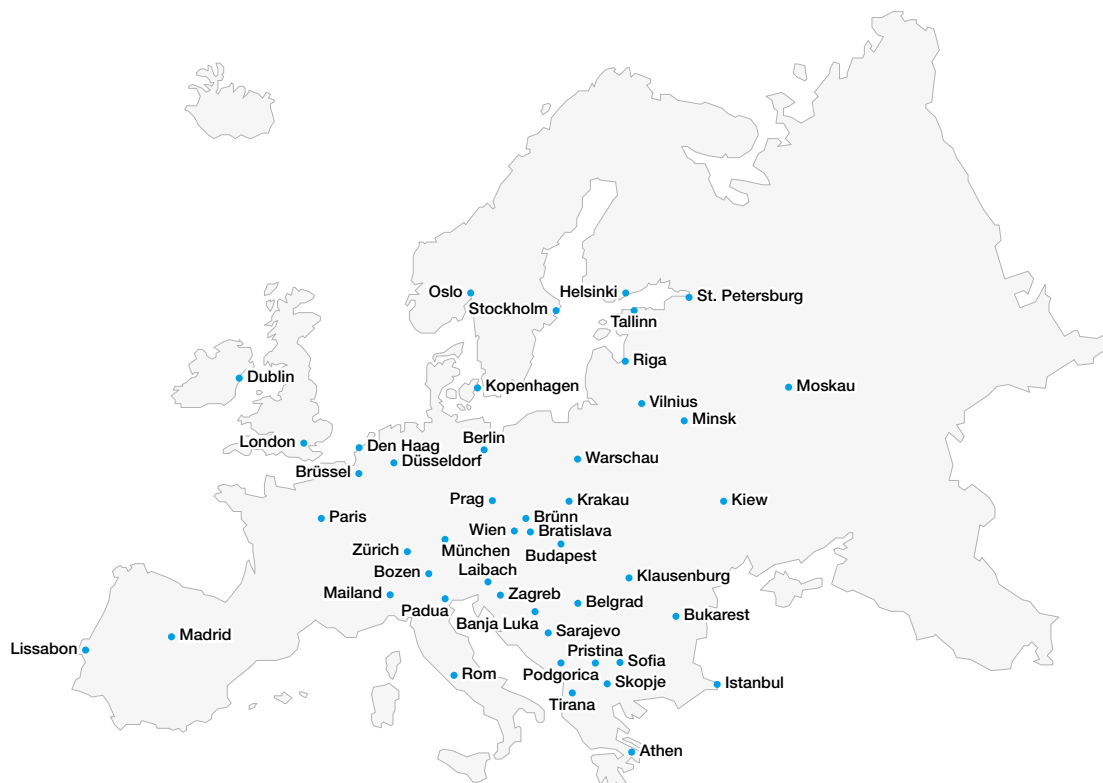 Oslo
Helsinki
St. Petersburg
Stockholm
Tallinn
Riga
Dublin
Kopenhagen
Moskau
Vilnius
Minsk
London
Den Haag
Berlin
Düsseldorf
Warschau
Brüssel
Prag
Krakau
Kiew
Paris
Brünn
Wien
Bratislava
Zürich
München
Budapest
Bozen
Laibach
Klausenburg
Mailand
Padua
Zagreb
Belgrad
Banja Luka
Bukarest
Madrid
Sarajevo
Lissabon
Pristina
Sofia
Rom
Podgorica
Skopje
Istanbul
Tirana
Athen